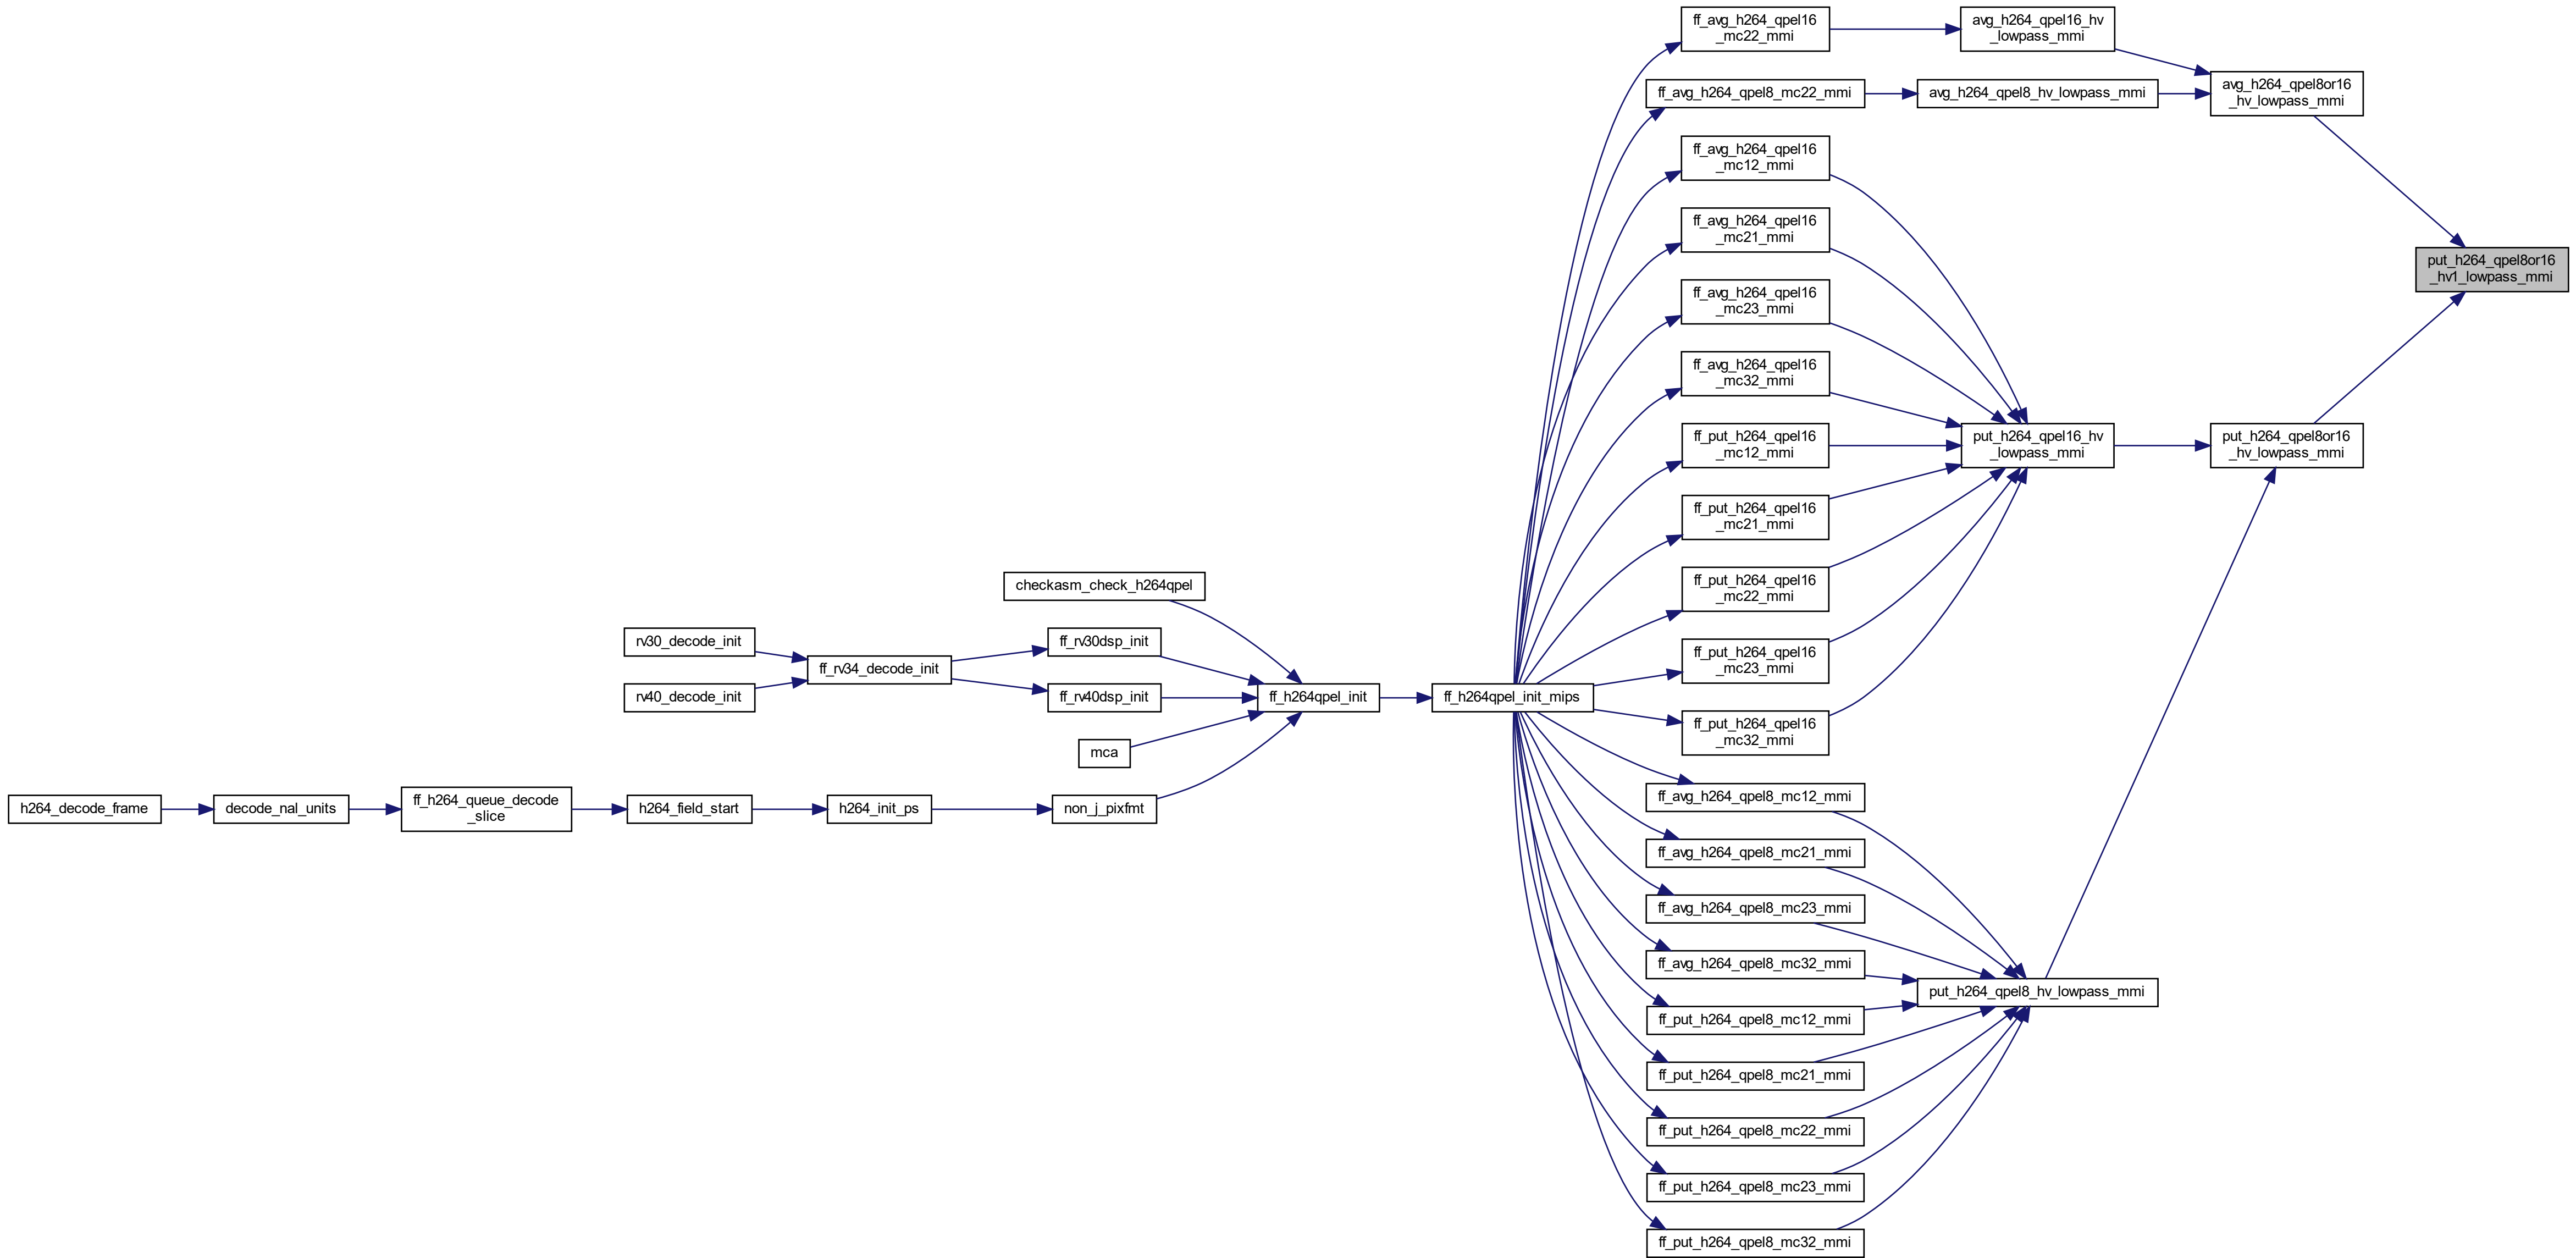 ff_avg_h264_qpel16
_mc22_mmi
avg_h264_qpel16_hv
_lowpass_mmi
ff_avg_h264_qpel8_mc22_mmi
avg_h264_qpel8_hv_lowpass_mmi
avg_h264_qpel8or16
_hv_lowpass_mmi
ff_avg_h264_qpel16
_mc12_mmi
ff_avg_h264_qpel16
_mc21_mmi
put_h264_qpel8or16
_hv1_lowpass_mmi
ff_avg_h264_qpel16
_mc23_mmi
ff_avg_h264_qpel16
_mc32_mmi
ff_put_h264_qpel16
_mc12_mmi
put_h264_qpel16_hv
_lowpass_mmi
put_h264_qpel8or16
_hv_lowpass_mmi
ff_put_h264_qpel16
_mc21_mmi
ff_put_h264_qpel16
_mc22_mmi
checkasm_check_h264qpel
rv30_decode_init
ff_rv34_decode_init
ff_rv30dsp_init
ff_put_h264_qpel16
_mc23_mmi
rv40_decode_init
ff_rv40dsp_init
ff_h264qpel_init
ff_h264qpel_init_mips
ff_put_h264_qpel16
_mc32_mmi
mca
h264_decode_frame
decode_nal_units
ff_h264_queue_decode
_slice
h264_field_start
h264_init_ps
non_j_pixfmt
ff_avg_h264_qpel8_mc12_mmi
ff_avg_h264_qpel8_mc21_mmi
ff_avg_h264_qpel8_mc23_mmi
ff_avg_h264_qpel8_mc32_mmi
put_h264_qpel8_hv_lowpass_mmi
ff_put_h264_qpel8_mc12_mmi
ff_put_h264_qpel8_mc21_mmi
ff_put_h264_qpel8_mc22_mmi
ff_put_h264_qpel8_mc23_mmi
ff_put_h264_qpel8_mc32_mmi